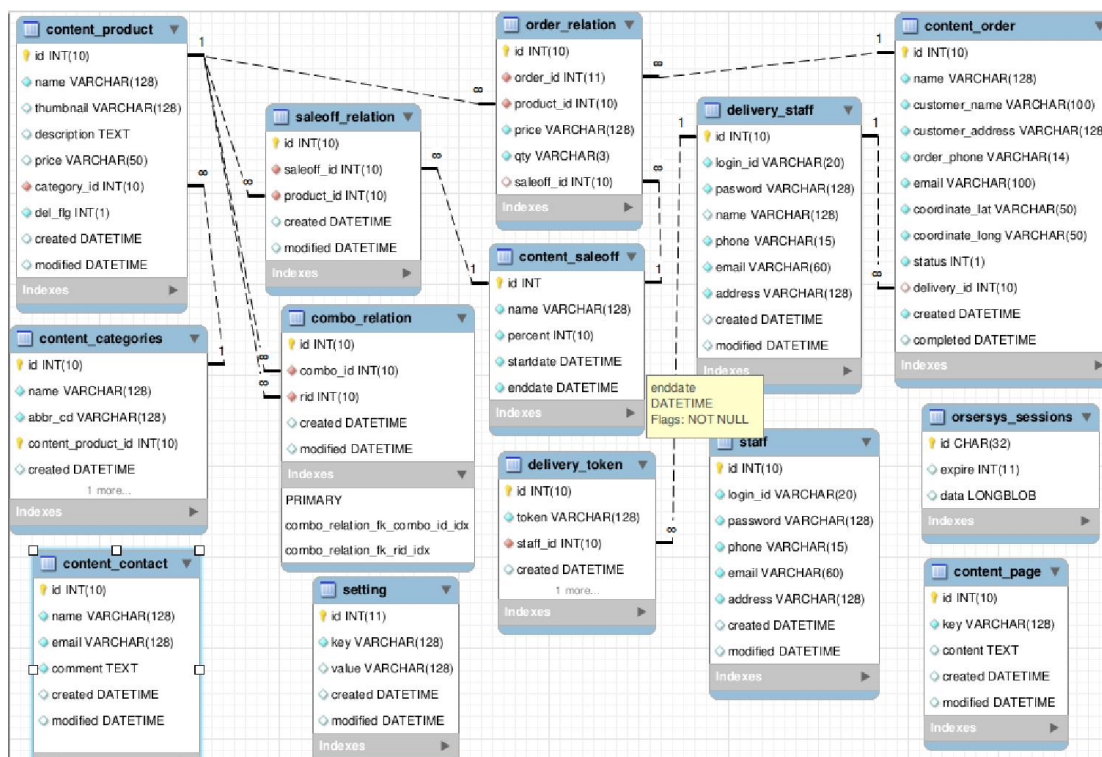 content_product
id INT(10)
name VARCHAR(128)
thumbnail VARCHAR(128)
description TEXT
price VARCHAR(50)
category_id INT(10)
del_flg INT(1)
created DATETIME
modified DATETIME
Indexes
1
1
∞
∞
∞
∞
∞
saleoff_relation
id INT(10)
saleoff_id INT(10)
product_id INT(10)
created DATETIME
modified DATETIME
Indexes
∞
1
order_relation
id INT(10)
order_id INT(11)
product_id INT(10)
price VARCHAR(128)
qty VARCHAR(3)
saleoff_id INT(10)
Indexes
∞
∞
1
1
content_order
id INT(10)
name VARCHAR(128)
customer_name VARCHAR(100)
customer_address VARCHAR(128
order_phone VARCHAR(14)
email VARCHAR(100)
coordinate_lat VARCHAR(50)
coordinate_long VARCHAR(50)
status INT(1)
delivery_id INT(10)
created DATETIME
completed DATETIME
Indexes
delivery_staff
id INT(10)
login_id VARCHAR(20)
pasword VARCHAR(128)
name VARCHAR(128)
phone VARCHAR(15)
email VARCHAR(60)
address VARCHAR(128)
created DATETIME
modified DATETIME
Indexes
1
1
∞
∞
content_saleoff
id INT
name VARCHAR(128)
percent INT(10)
startdate DATETIME
enddate DATETIME
Indexes
enddate
DATETIME
Flags: NOT NULL
content_categories
id INT(10)
name VARCHAR(128)
abbr_cd VARCHAR(128)
content_product_id INT(10)
created DATETIME
1 more...
Indexes
combo_relation
id INT(10)
combo_id INT(10)
rid INT(10)
created DATETIME
modified DATETIME
Indexes
PRIMARY
combo_relation_fk_combo_id_idx
combo_relation_fk_rid_idx
delivery_token
id INT(10)
token VARCHAR(128)
staff_id INT(10)
created DATETIME
1 more...
Indexes
staff
id INT(10)
login_id VARCHAR(20)
password VARCHAR(128)
phone VARCHAR(15)
email VARCHAR(60)
address VARCHAR(128)
created DATETIME
modified DATETIME
Indexes
orsersys_sessions
id CHAR(32)
expire INT(11)
data LONGBLOB
Indexes
content_contact
id INT(10)
name VARCHAR(128)
email VARCHAR(128)
comment TEXT
created DATETIME
modified DATETIME
setting
id INT(11)
key VARCHAR(128)
value VARCHAR(128)
created DATETIME
modified DATETIME
Indexes
content_page
id INT(10)
key VARCHAR(128)
content TEXT
created DATETIME
modified DATETIME
Indexes